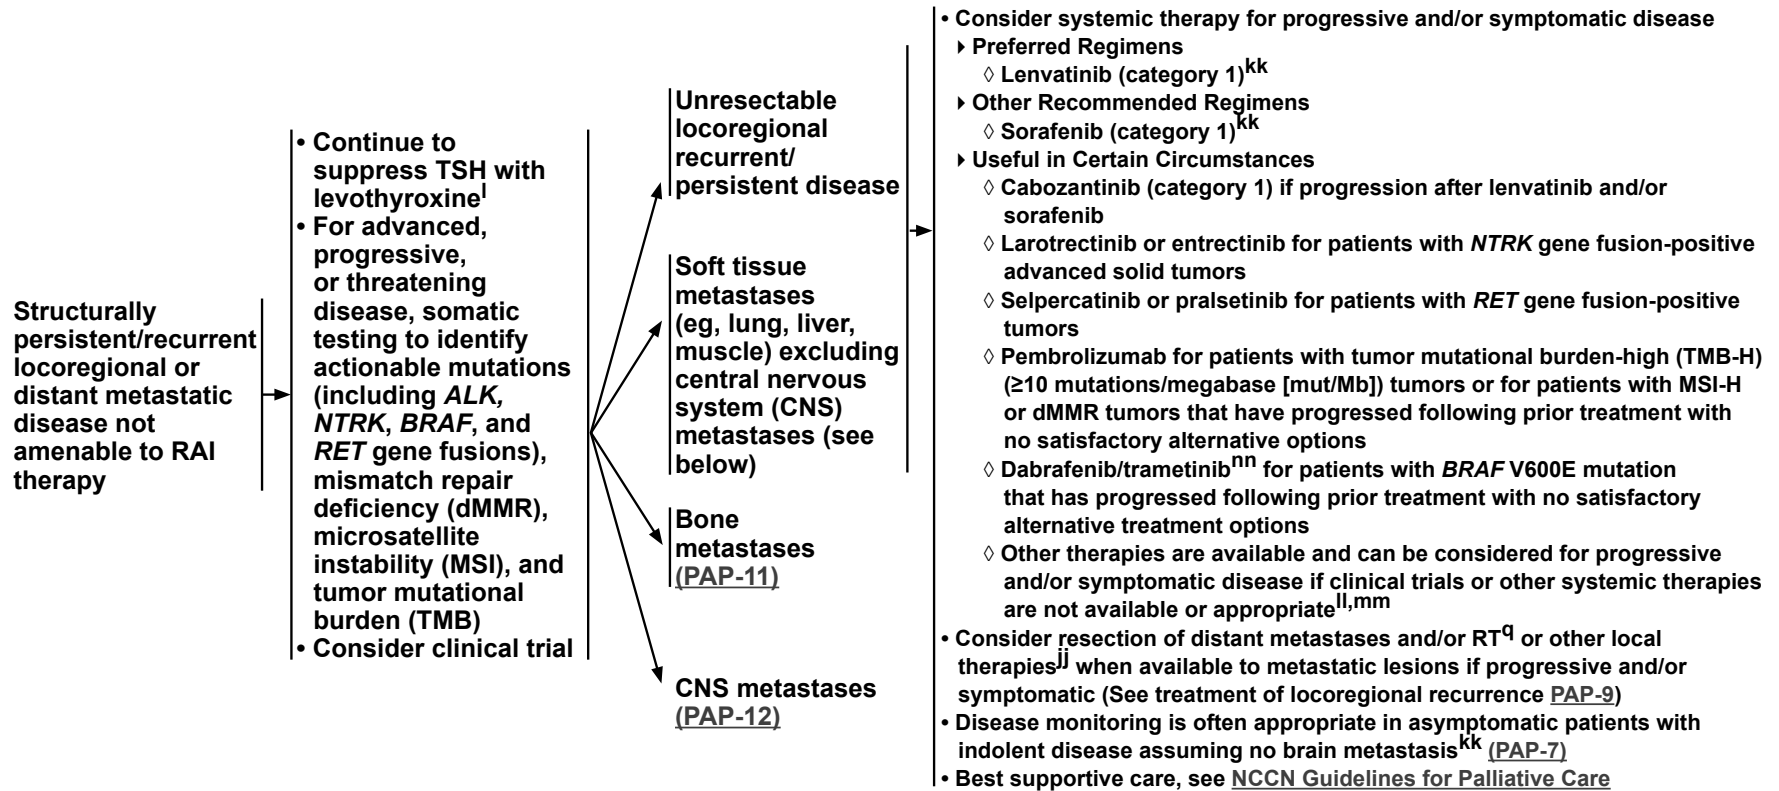 Structurally
persistent/recurrent
locoregional or
distant metastatic
disease not
amenable to RAI
therapy
• Continue to
suppress TSH with
levothyroxine^l
• For advanced,
progressive,
or threatening
disease, somatic
testing to identify
actionable mutations
(including ALK,
NTRK, BRAF, and
RET gene fusions),
mismatch repair
deficiency (dMMR),
microsatellite
instability (MSI), and
tumor mutational
burden (TMB)
• Consider clinical trial
Unresectable
locoregional
recurrent/
persistent disease
Soft tissue
metastases
(eg, lung, liver,
muscle) excluding
central nervous
system (CNS)
metastases (see
below)
Bone
metastases
(PAP-11)
CNS metastases
(PAP-12)
• Consider systemic therapy for progressive and/or symptomatic disease
▸ Preferred Regimens
◊ Lenvatinib (category 1)^kk
▸ Other Recommended Regimens
◊ Sorafenib (category 1)^kk
▸ Useful in Certain Circumstances
◊ Cabozantinib (category 1) if progression after lenvatinib and/or
sorafenib
◊ Larotrectinib or entrectinib for patients with NTRK gene fusion-positive
advanced solid tumors
◊ Selpercatinib or pralsetinib for patients with RET gene fusion-positive
tumors
◊ Pembrolizumab for patients with tumor mutational burden-high (TMB-H)
(≥10 mutations/megabase [mut/Mb]) tumors or for patients with MSI-H
or dMMR tumors that have progressed following prior treatment with
no satisfactory alternative options
◊ Dabrafenib/trametinib^nn for patients with BRAF V600E mutation
that has progressed following prior treatment with no satisfactory
alternative treatment options
◊ Other therapies are available and can be considered for progressive
and/or symptomatic disease if clinical trials or other systemic therapies
are not available or appropriate^ll,mm
• Consider resection of distant metastases and/or RT^q or other local
therapies^jj when available to metastatic lesions if progressive and/or
symptomatic (See treatment of locoregional recurrence PAP-9)
• Disease monitoring is often appropriate in asymptomatic patients with
indolent disease assuming no brain metastasis^kk (PAP-7)
• Best supportive care, see NCCN Guidelines for Palliative Care